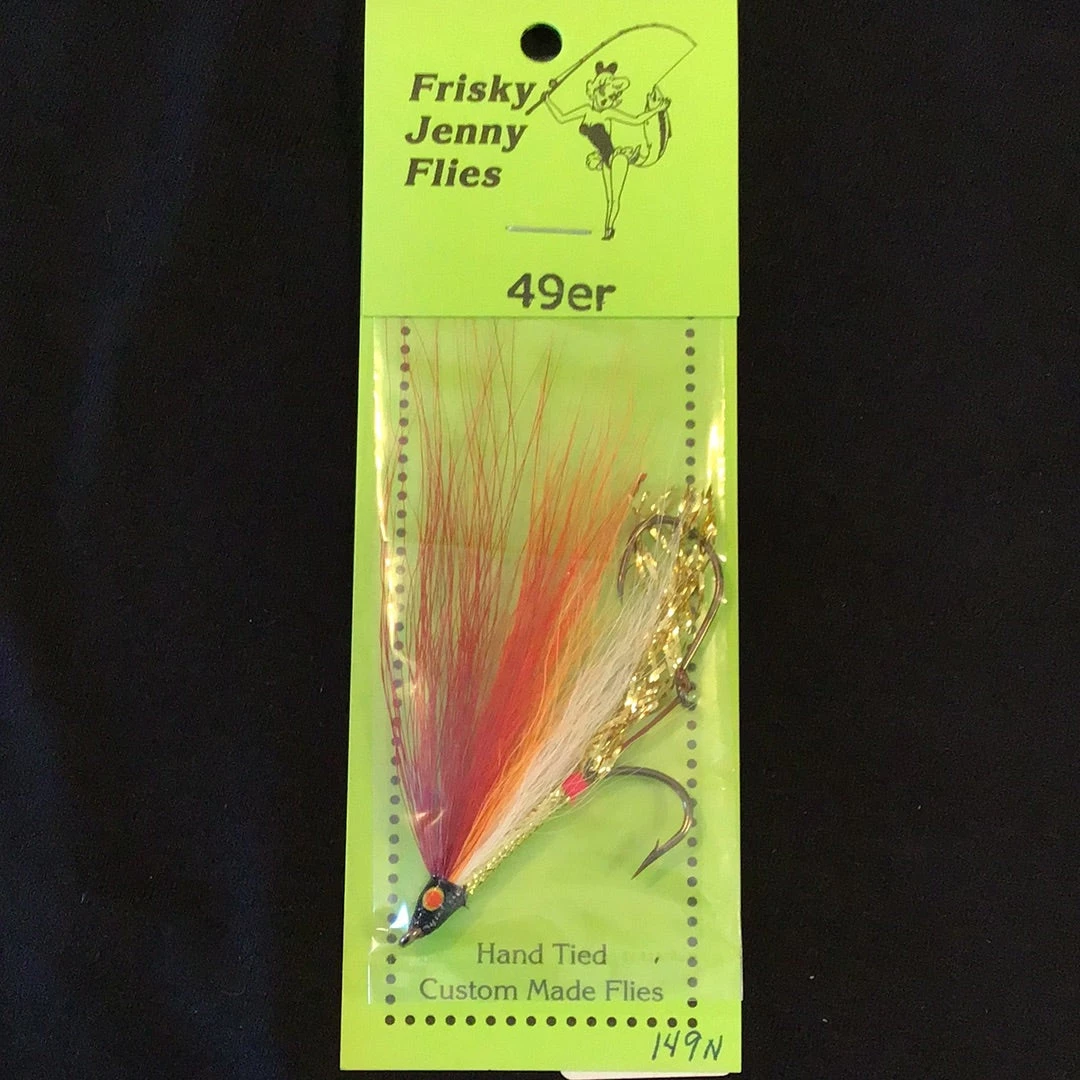 Frisky
Jenny
Flies
49er
Hand Tied
Custom Made Flies
149N